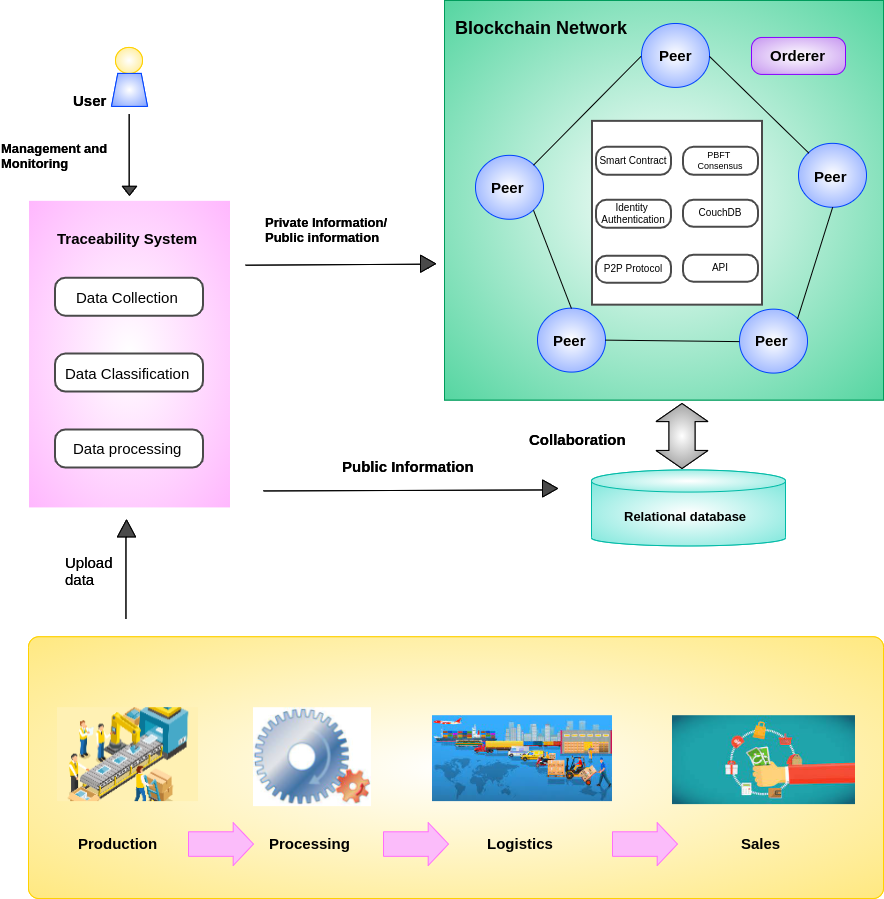 Blockchain Network
Peer
Orderer
User
Management and
Monitoring
Smart Contract
PBFT
Consensus
Peer
Peer
Identity
Authentication
CouchDB
Traceability System
Private Information/
Public information
P2P Protocol
API
Data Collection
Peer
Peer
Data Classification
Data processing
Collaboration
Public Information
Relational database
Upload
data
Production
Processing
Logistics
Sales